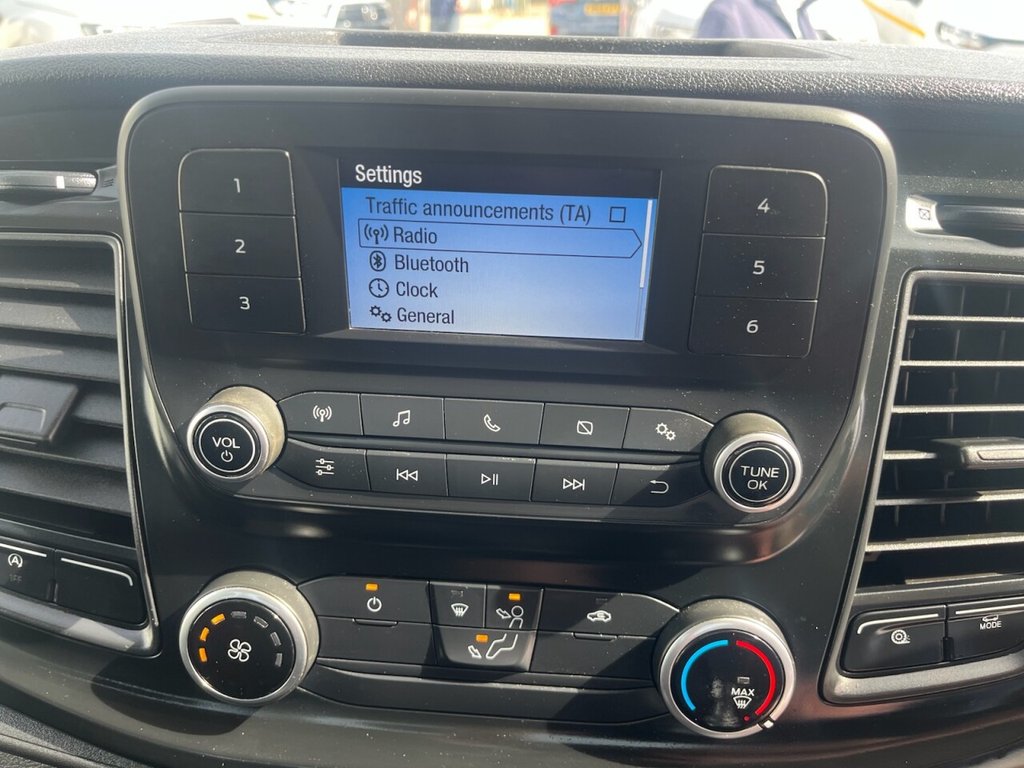 Settings
Traffic announcements (TA)
Radio
Bluetooth
Clock
General
1
2
3
4
5
6
VOL
TUNE
OK
A
OFF
MODE
MAX